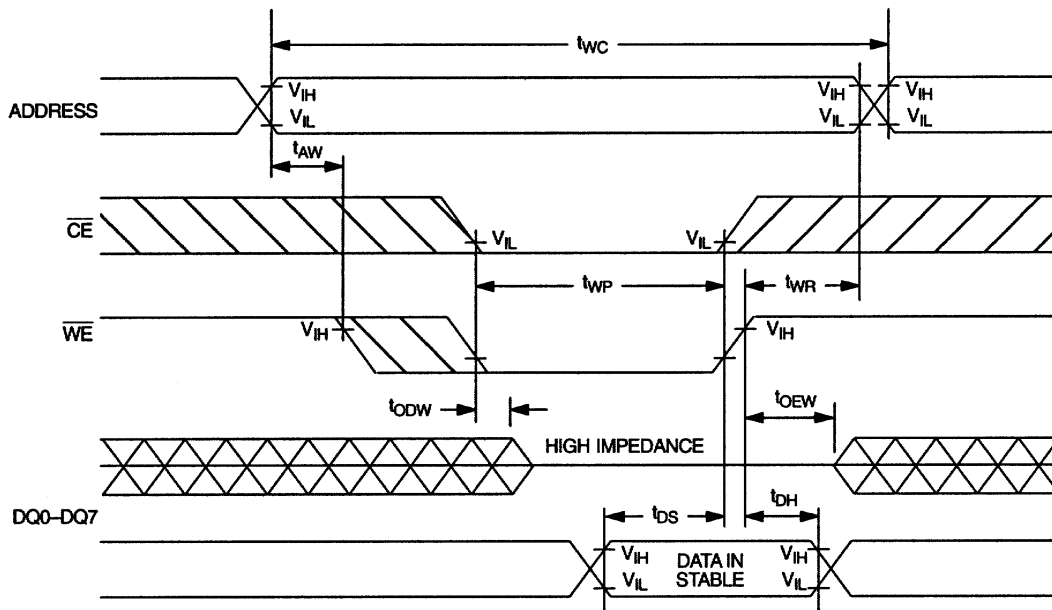 tWC
ADDRESS
VIH VIH VIH
VIL VIL VIL
tAW
CE
VIL VIL
tWP tWR
WE
VIH VIH
tODW tOEW
HIGH IMPEDANCE
DQ0–DQ7
tDS tDH
VIH DATA IN VIH
VIL STABLE VIL